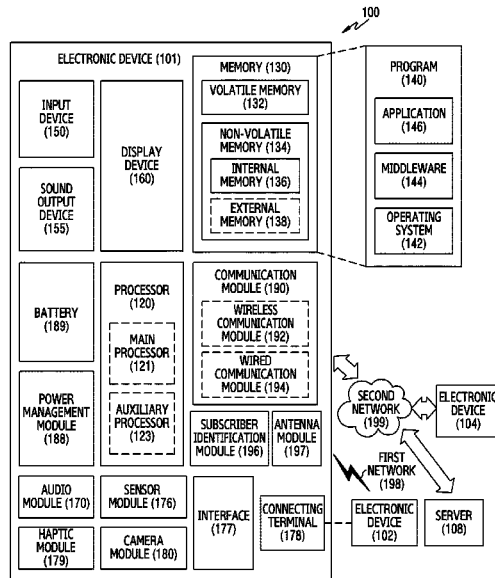 100
ELECTRONIC DEVICE (101)
INPUT
DEVICE
(150)
SOUND
OUTPUT
DEVICE
(155)
DISPLAY
DEVICE
(160)
MEMORY (130)
VOLATILE MEMORY
(132)
NON-VOLATILE
MEMORY (134)
INTERNAL
MEMORY (136)
EXTERNAL
MEMORY (138)
PROGRAM
(140)
APPLICATION
(146)
MIDDLEWARE
(144)
OPERATING
SYSTEM
(142)
BATTERY
(189)
POWER
MANAGEMENT
MODULE
(188)
PROCESSOR
(120)
MAIN
PROCESSOR
(121)
AUXILIARY
PROCESSOR
(123)
COMMUNICATION
MODULE (190)
WIRELESS
COMMUNICATION
MODULE (192)
WIRED
COMMUNICATION
MODULE (194)
SUBSCRIBER
IDENTIFICATION
MODULE (196)
ANTENNA
MODULE
(197)
SECOND
NETWORK
(199)
ELECTRONIC
DEVICE
(104)
FIRST
NETWORK
(198)
AUDIO
MODULE (170)
SENSOR
MODULE (176)
HAPTIC
MODULE
(179)
CAMERA
MODULE (180)
INTERFACE
(177)
CONNECTING
TERMINAL
(178)
ELECTRONIC
DEVICE (102)
SERVER
(108)